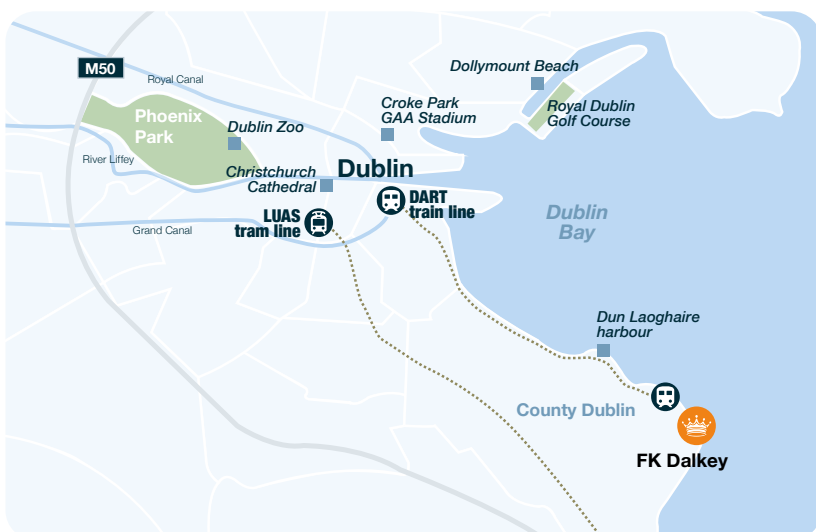 M50
Royal Canal
Dollymount Beach
Croke Park
GAA Stadium
Royal Dublin
Golf Course
Phoenix
Park
Dublin Zoo
River Liffey
Christchurch
Cathedral
Dublin
DART
train line
LUAS
tram line
Grand Canal
Dublin
Bay
Dun Laoghaire
harbour
County Dublin
FK Dalkey